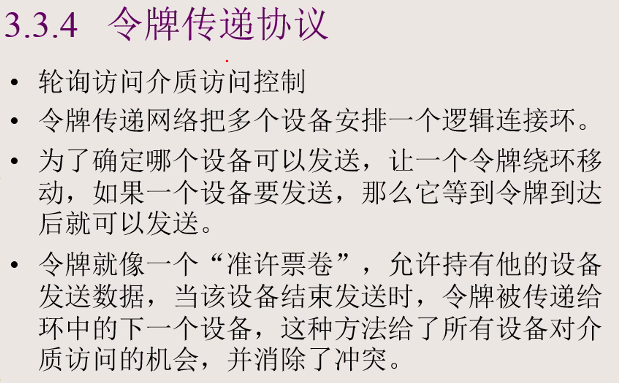 3.3.4 令牌传递协议
• 轮询访问介质访问控制
• 令牌传递网络把多个设备安排一个逻辑连接环。
• 为了确定哪个设备可以发送，让一个令牌绕环移
动，如果一个设备要发送，那么它等到令牌到达
后就可以发送。
• 令牌就像一个“准许票卷”，允许持有他的设备
发送数据，当该设备结束发送时，令牌被传递给
环中的下一个设备，这种方法给了所有设备对介
质访问的机会，并消除了冲突。